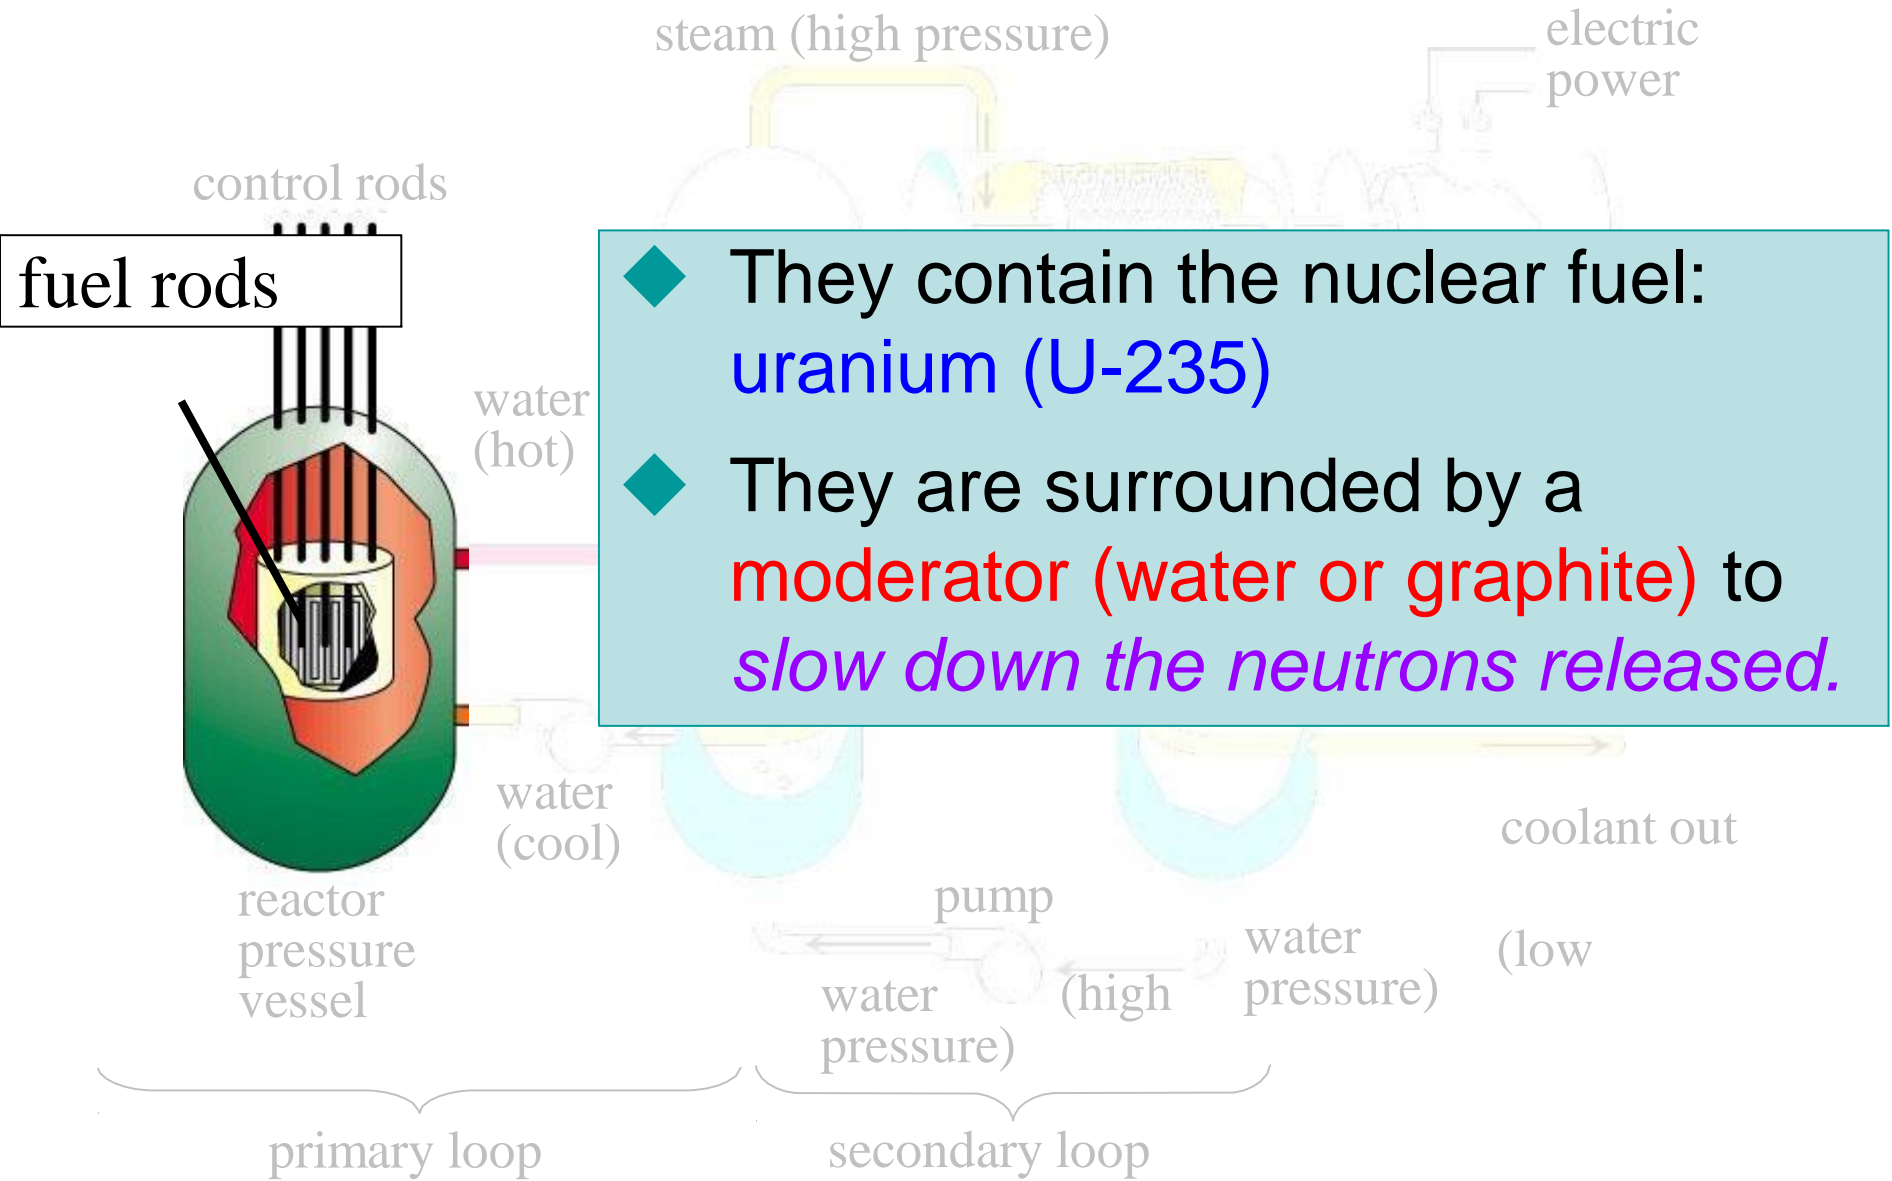 steam (high pressure)
electric
power
control rods
fuel rods
water
(hot)
◆ They contain the nuclear fuel:
uranium (U-235)
◆ They are surrounded by a
moderator (water or graphite) to
slow down the neutrons released.
water
(cool)
coolant out
reactor
pressure
vessel
pump
water (high
pressure)
water (low
pressure)
primary loop
secondary loop